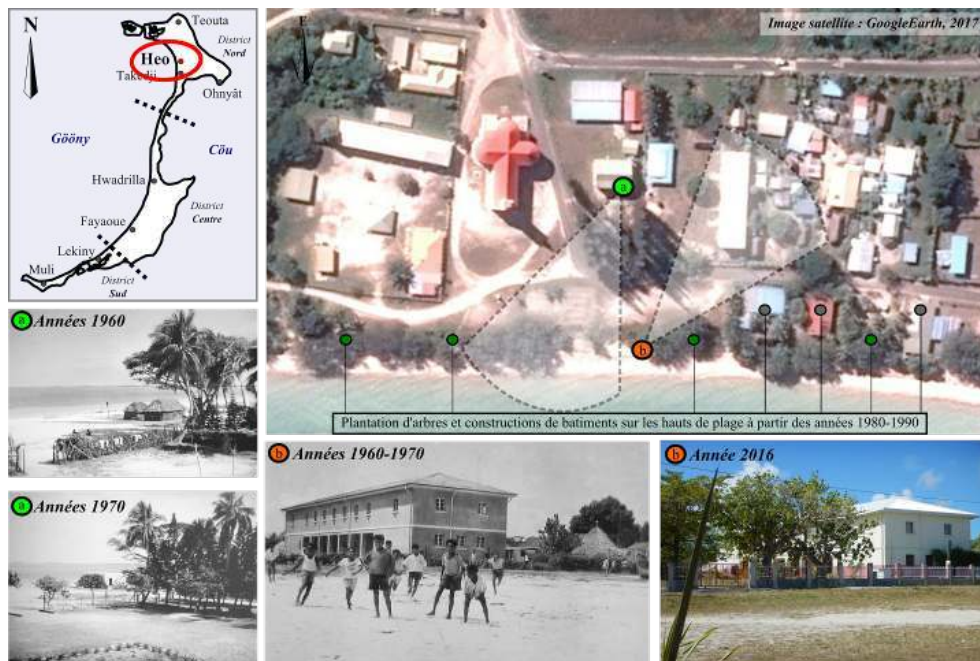 N
Teouta
District
Nord
Heo
Takedji
Ohnyât
Gööny
Cöu
Hwadrilla
District
Centre
Fayaoue
Lekiny
Muli
District
Sud
Image satellite : GoogleEarth, 2017
a
b
Plantation d'arbres et constructions de batiments sur les hauts de plage à partir des années 1980-1990
a Années 1960
a Années 1970
b Années 1960-1970
b Année 2016